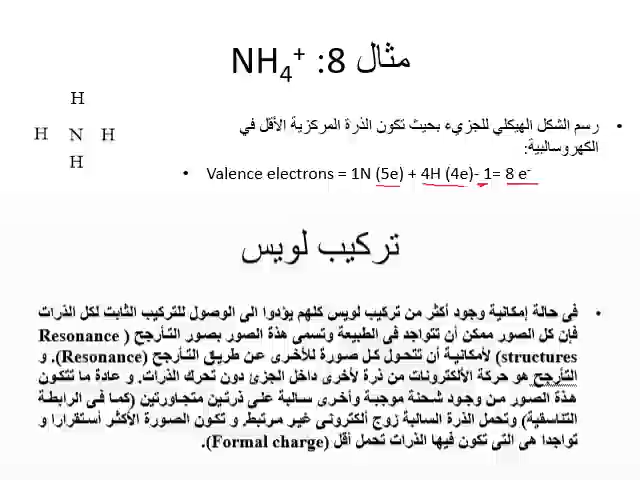 مثال 8: NH4+
H
H N H
H
رسم الشكل الهيكلي للجزيء بحيث تكون الذرة المركزية الأقل في
الكهروسالبية:
Valence electrons = 1N (5e) + 4H (4e)- 1= 8 e-
تركيب لويس
فى حالة إمكانية وجود أكثر من تركيب لويس كلهم يؤدوا الى الوصول للتركيب الثابت لكل الذرات
فإن كل الصور ممكن أن تتواجد فى الطبيعة وتسمى هذة الصور بصور التأرجح ( Resonance
structures) لأمكانية أن تتحول كل صورة للأخرى عن طريق التأرجح (Resonance). و
التأرجح هو حركة الألكترونات من ذرة لأخرى داخل الجزئ دون تحرك الذرات. و عادة ما تتكون
هذة الصور من وجود شحنة موجبة وأخرى سالبة على ذرتين متجاورتين (كما فى الرابطة
التناسقية) وتحمل الذرة السالبة زوج ألكترونى غير مرتبط. و تكون الصورة الأكثر أستقرارا و
تواجدا هى التى تكون فيها الذرات تحمل أقل (Formal charge).